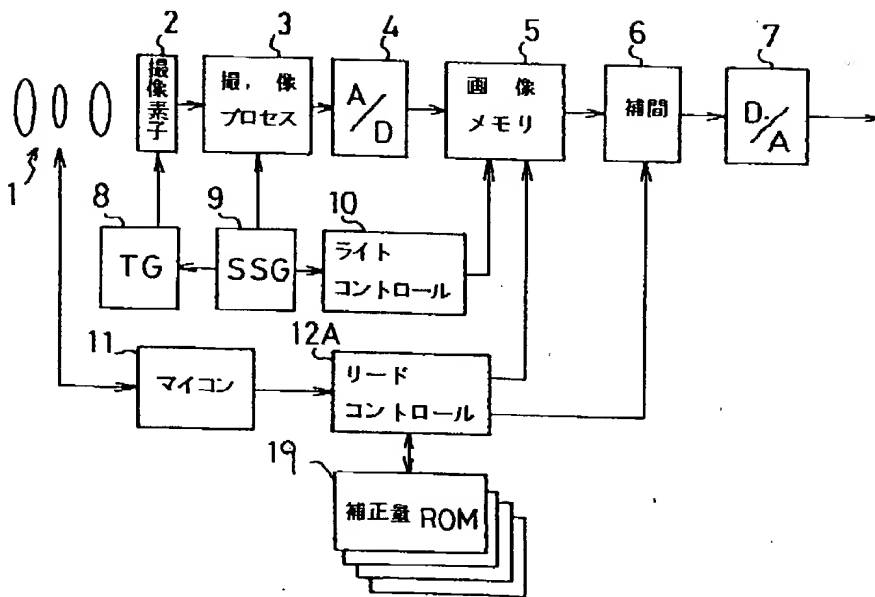 2
3
4
5
6
7
撮像素子
撮,像
プロセス
A/D
画像
メモリ
補間
D./A
1
8
9
10
TG
SSG
ライト
コントロール
11
12A
マイコン
リード
コントロール
19
補正量 ROM